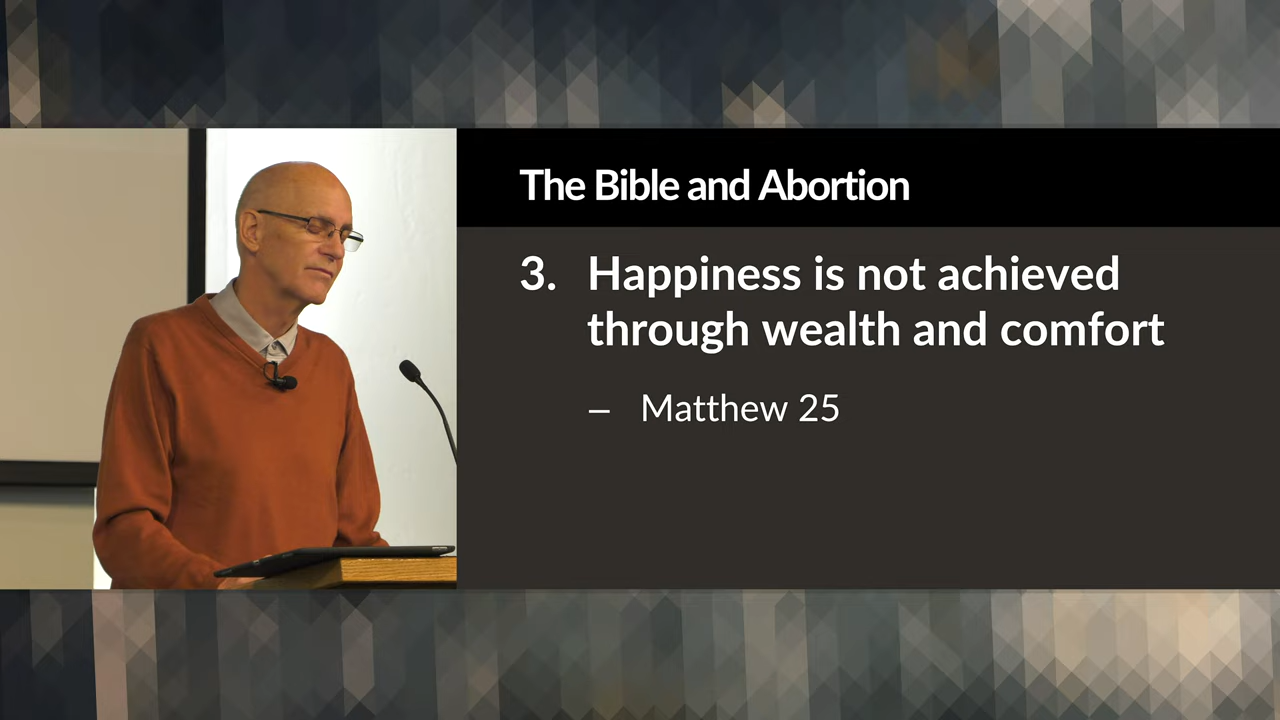 The Bible and Abortion
3. Happiness is not achieved
through wealth and comfort
– Matthew 25